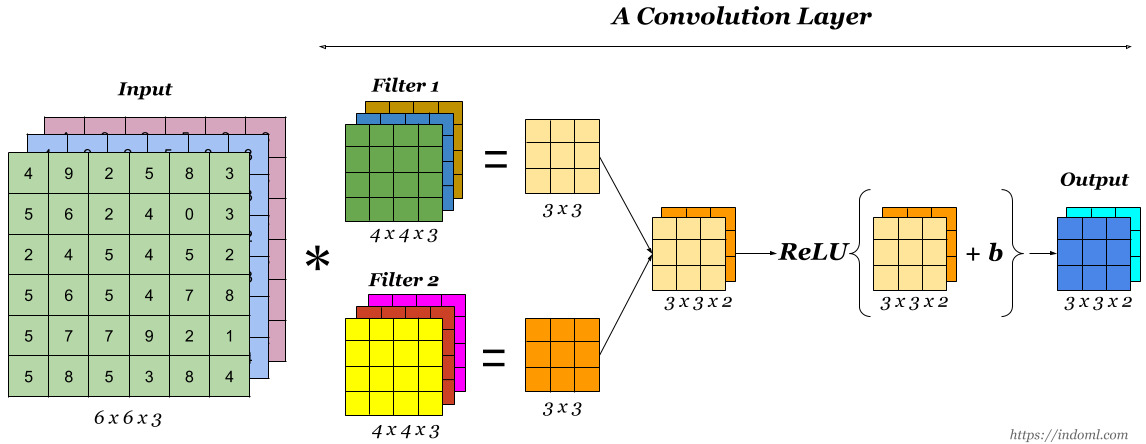 A Convolution Layer
Input
Filter 1
Filter 2
4 9 2 5 8 3
5 6 2 4 0 3
2 4 5 4 5 2
5 6 5 4 7 8
5 7 7 9 2 1
5 8 5 3 8 4
6 x 6 x 3
*
4 x 4 x 3
=
3 x 3
4 x 4 x 3
=
3 x 3
3 x 3 x 2
ReLU
{
3 x 3 x 2
+ b
}
Output
3 x 3 x 2
https://indoml.com